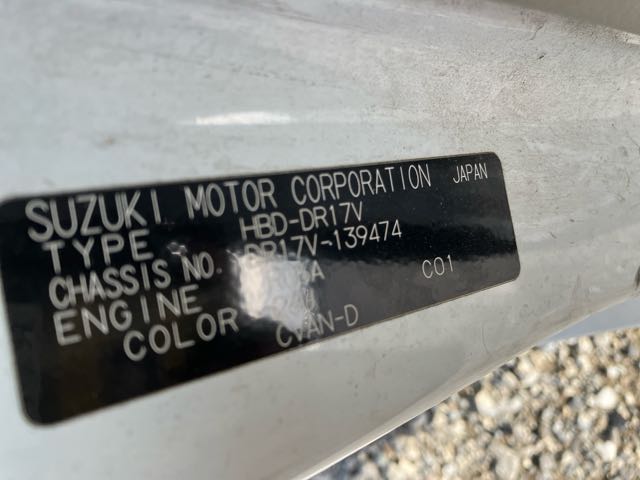 SUZUKI MOTOR CORPORATION JAPAN
TYPE HBD-DR17V
CHASSIS NO. DR17V-139474
ENGINE C01
COLOR
CVAN-D